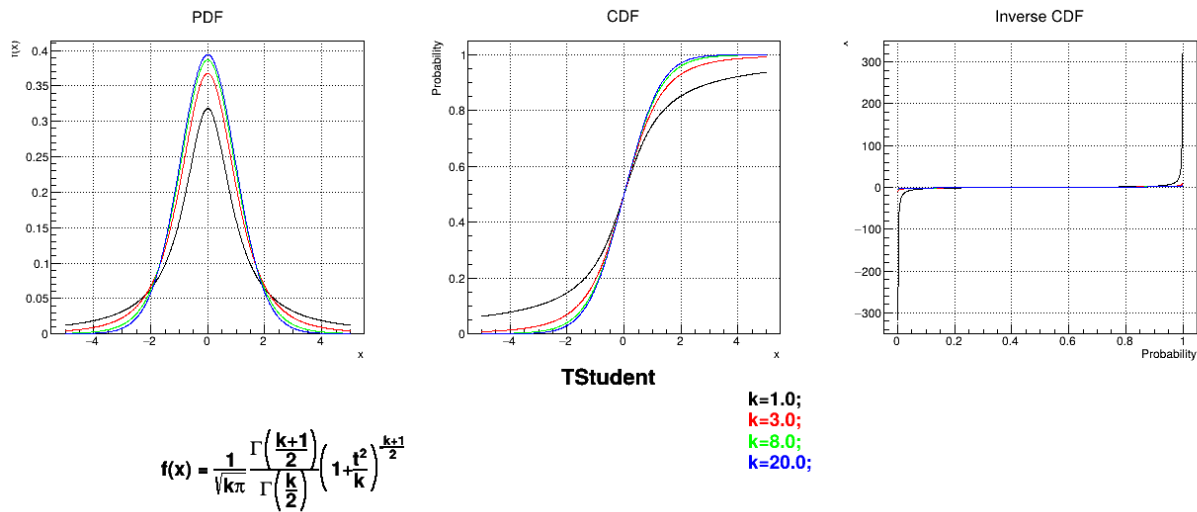 PDF
CDF
Inverse CDF
f(x)
0.4
0.35
0.3
0.25
0.2
0.15
0.1
0.05
0
−4
−2
0
2
4
x
Probability
1
0.8
0.6
0.4
0.2
0
−4
−2
0
2
4
x
300
200
100
0
−100
−200
−300
0
0.2
0.4
0.6
0.8
1
Probability
TStudent
k=1.0;
k=3.0;
k=8.0;
k=20.0;
f(x) = 1/√kπ Γ(k+1/2)/Γ(k/2) (1+t²/k)^-k+1/2